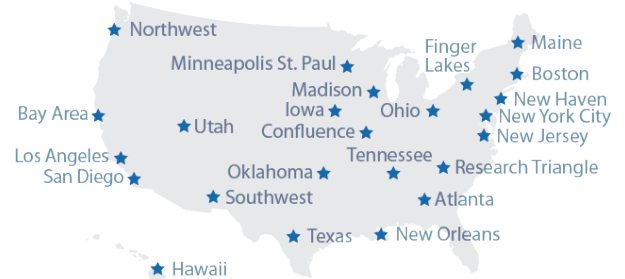 Northwest
Finger
Lakes
Maine
Minneapolis St. Paul
Boston
Madison
New Haven
Iowa
Ohio
Bay Area
New York City
Utah
Confluence
New Jersey
Los Angeles
Tennessee
San Diego
Oklahoma
Research Triangle
Southwest
Atlanta
Texas
New Orleans
Hawaii